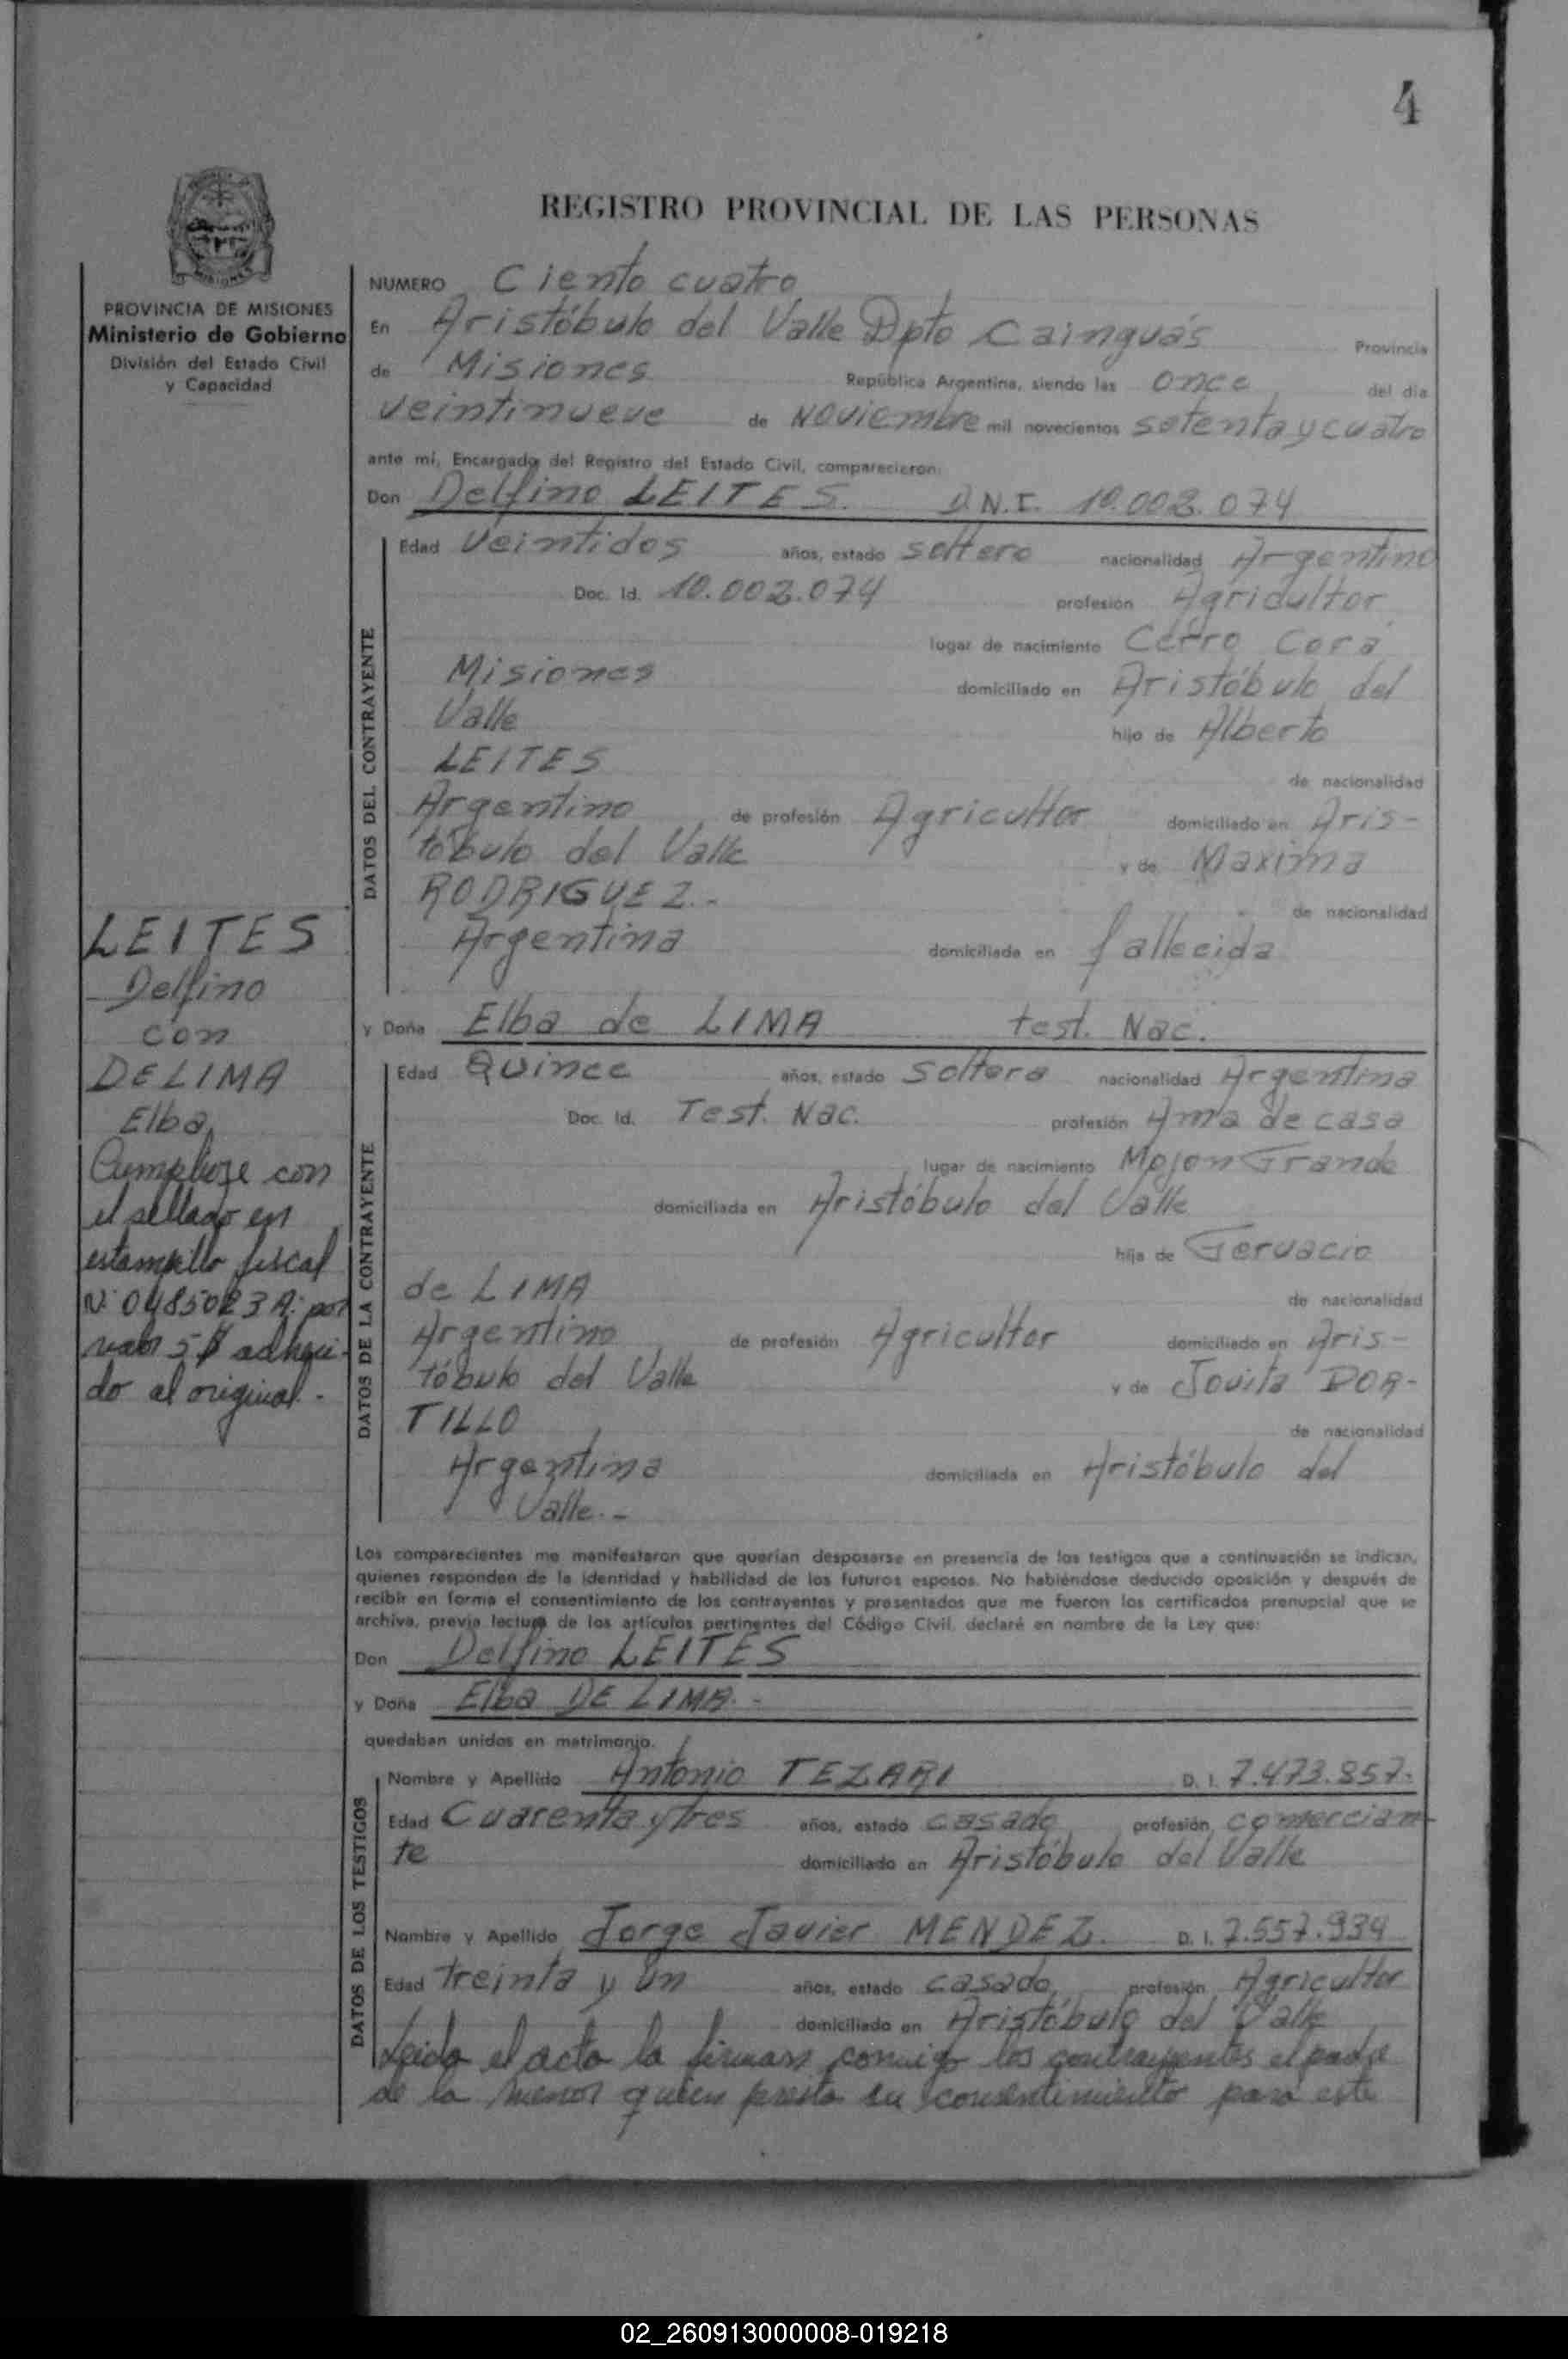 4
REGISTRO PROVINCIAL DE LAS PERSONAS
MISIONES
PROVINCIA DE MISIONES
Ministerio de Gobierno
División del Estado Civil
y Capacidad
LEITES
Delfino
con
DELIMA
Elba
Cumplese con
el sellado en
estampilla fiscal
por
valor 5$ adheri-
do al original.-
NUMERO Ciento cuatro
En Aristóbulo del Valle Dpto Cainguás Provincia
de Misiones República Argentina, siendo las once del día
veintinueve de Noviembre mil novecientos setenta y cuatro
ante mí, Encargado del Registro del Estado Civil, comparecieron:
Don Delfino LEITES. D.N.I. 10.003.074
DATOS DEL CONTRAYENTE
Edad Veintidos años, estado soltero nacionalidad Argentino
Doc. Id. 10.003.074 profesión Agricultor
lugar de nacimiento Cerro Corá
Misiones domiciliado en Aristóbulo del
Valle hijo de Alberto
LEITES de nacionalidad
Argentino de profesión Agricultor domiciliado en Aris-
tóbulo del Valle y de Maxima
RODRIGUEZ.- de nacionalidad
Argentina domiciliada en fallecida
y Doña Elba de LIMA test. Nac.
DATOS DE LA CONTRAYENTE
Edad Quince años, estado Soltera nacionalidad Argentina
Doc. Id. Test. Nac. profesión Ama de casa
lugar de nacimiento Mojon Grande
domiciliada en Aristóbulo del Valle
hija de Gervacio
de LIMA de nacionalidad
Argentino de profesión Agricultor domiciliado en Aris-
tóbulo del Valle y de Jovita DOR-
TILLO de nacionalidad
Argentina domiciliada en Aristóbulo del
Valle.-
Los comparecientes me manifestaron que querían desposarse en presencia de los testigos que a continuación se indican,
quienes responden de la identidad y habilidad de los futuros esposos. No habiéndose deducido oposición y después de
recibir en forma el consentimiento de los contrayentes y presentados que me fueron los certificados prenupcial que se
archiva, previa lectura de los artículos pertinentes del Código Civil, declaré en nombre de la Ley que:
Don Delfino LEITES
y Doña Elba DE LIMA.-
quedaban unidos en matrimonio.
DATOS DE LOS TESTIGOS
Nombre y Apellido Antonio TEZARI D. I. 7.473.857.
Edad Cuarenta y tres años, estado casado profesión comercian-
te domiciliado en Aristóbulo del Valle
Nombre y Apellido Jorge Javier MENDEZ. D. I. 7.557.934
Edad treinta y un años, estado casado, profesión Agricultor
domiciliado en Aristóbulo del Valle
Leida el acta la firman conmigo los contrayentes el padre
de la menor quien presta su consentimiento para este
02_260913000008-019218